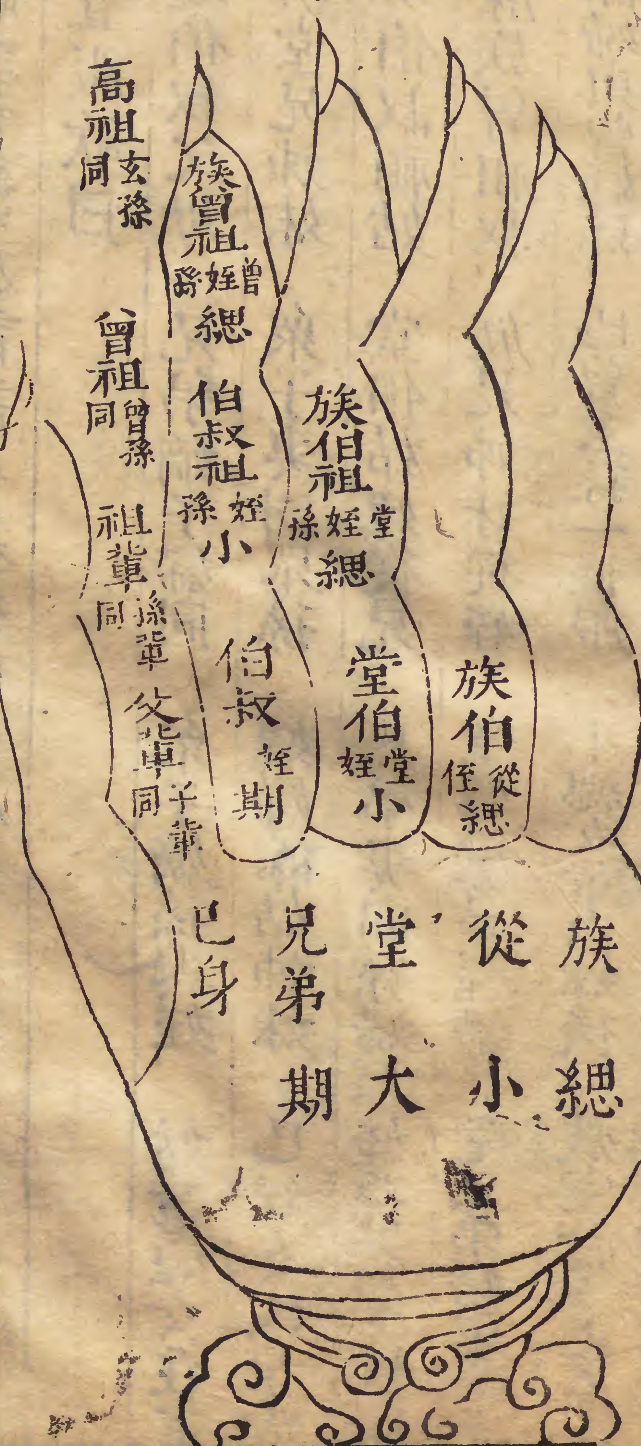 高祖
玄孫
同
曾祖
曾孫
同
祖輩
孫輩
同
父輩
子輩
同
族曾祖
曾姪孫
緦
伯叔祖
姪孫
小
伯叔
姪
期
族伯祖
堂姪孫
緦
堂伯
堂姪
小
族伯
從侄
緦
巳身
兄弟
期
堂
大
從
小
族
緦